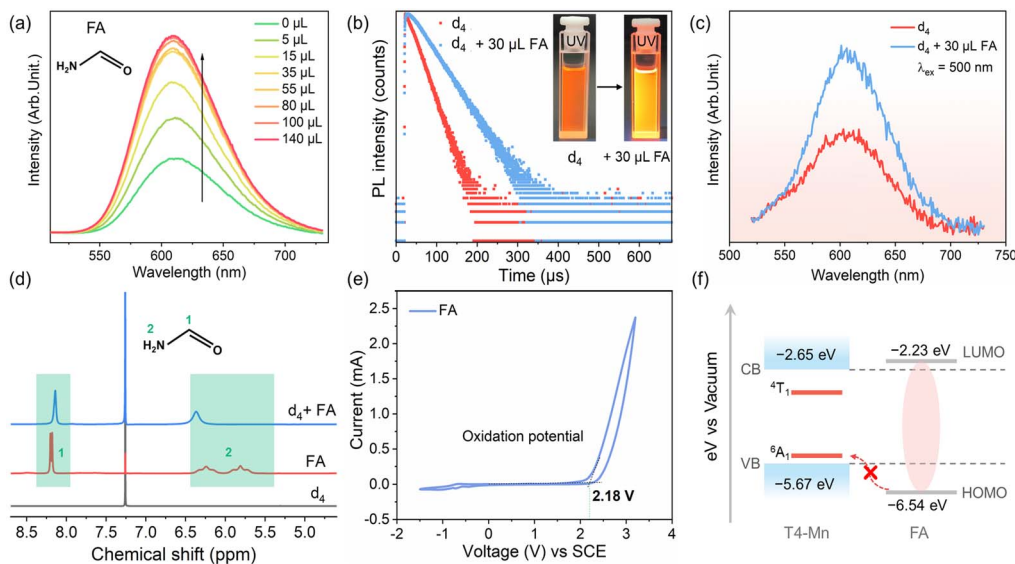 (a)
FA
H₂N
O
0 μL
5 μL
15 μL
35 μL
55 μL
80 μL
100 μL
140 μL
Intensity (Arb.Unit.)
550
600
650
700
Wavelength (nm)
(b)
d₄
d₄ + 30 μL FA
UV
UV
d₄
+ 30 μL FA
PL intensity (counts)
0 100 200 300 400 500 600
Time (μs)
(c)
d₄
d₄ + 30 μL FA
λex = 500 nm
Intensity (Arb.Unit.)
500 550 600 650 700 750
Wavelength (nm)
(d)
2
1
H₂N
O
d₄+ FA
1
2
FA
d₄
8.5 8.0 7.5 7.0 6.5 6.0 5.5 5.0
Chemical shift (ppm)
(e)
FA
Current (mA)
2.5
2.0
1.5
1.0
0.5
0.0
-0.5
Oxidation potential
2.18 V
-2 -1 0 1 2 3 4
Voltage (V) vs SCE
(f)
eV vs Vacuum
−2.65 eV
−2.23 eV
LUMO
CB
⁴T₁
⁶A₁
VB
−5.67 eV
−6.54 eV
HOMO
T4-Mn
FA